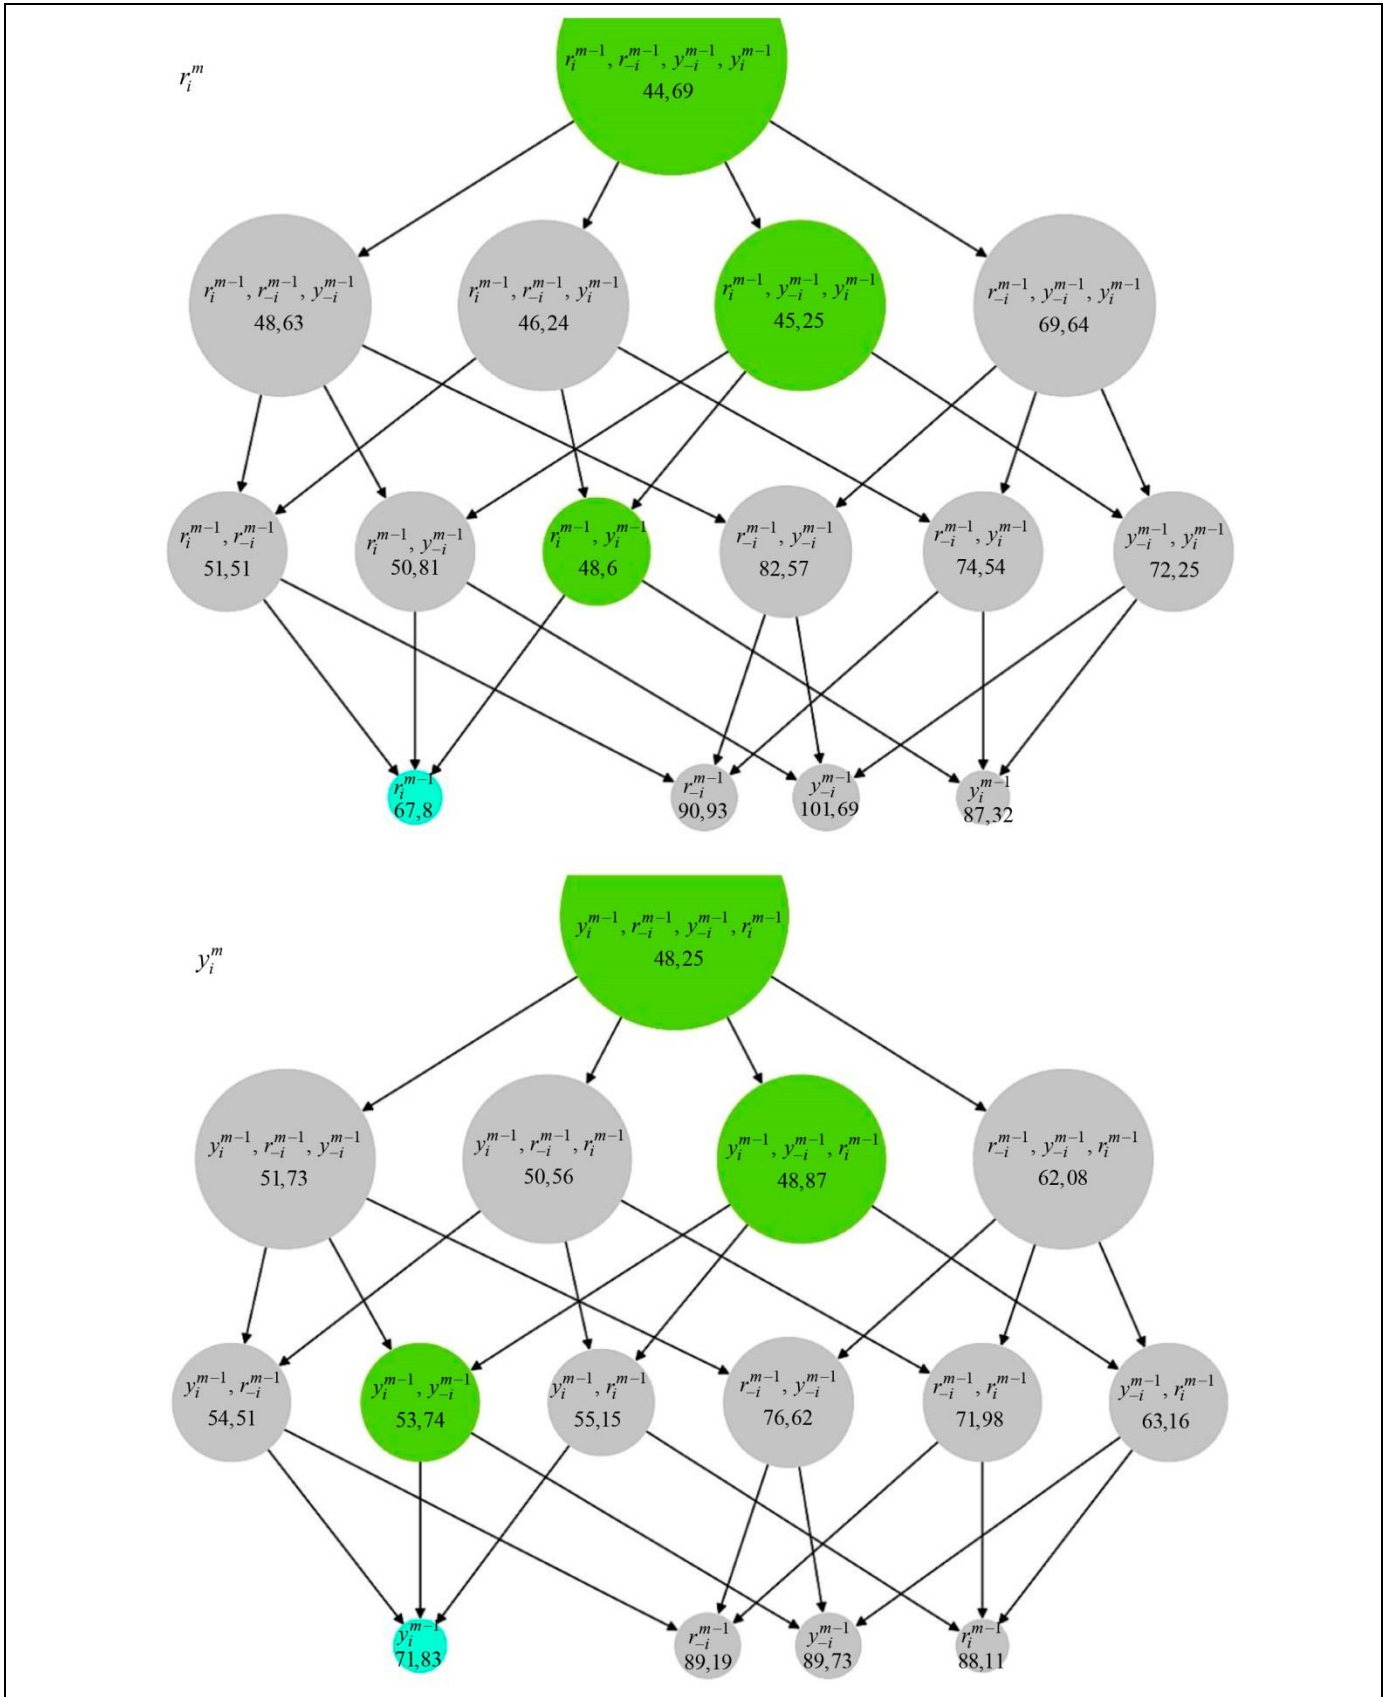 r_i^m
r_i^{m-1}, r_{-i}^{m-1}, y_{-i}^{m-1}, y_i^{m-1}
44,69
r_i^{m-1}, r_{-i}^{m-1}, y_{-i}^{m-1}
48,63
r_i^{m-1}, r_{-i}^{m-1}, y_i^{m-1}
46,24
r_i^{m-1}, y_{-i}^{m-1}, y_i^{m-1}
45,25
r_{-i}^{m-1}, y_{-i}^{m-1}, y_i^{m-1}
69,64
r_i^{m-1}, r_{-i}^{m-1}
51,51
r_i^{m-1}, y_{-i}^{m-1}
50,81
r_i^{m-1}, y_i^{m-1}
48,6
r_{-i}^{m-1}, y_{-i}^{m-1}
82,57
r_{-i}^{m-1}, y_i^{m-1}
74,54
y_{-i}^{m-1}, y_i^{m-1}
72,25
r_i^{m-1}
67,8
r_{-i}^{m-1}
90,93
y_{-i}^{m-1}
101,69
y_i^{m-1}
87,32
y_i^m
y_i^{m-1}, r_{-i}^{m-1}, y_{-i}^{m-1}, r_i^{m-1}
48,25
y_i^{m-1}, r_{-i}^{m-1}, y_{-i}^{m-1}
51,73
y_i^{m-1}, r_{-i}^{m-1}, r_i^{m-1}
50,56
y_i^{m-1}, y_{-i}^{m-1}, r_i^{m-1}
48,87
r_{-i}^{m-1}, y_{-i}^{m-1}, r_i^{m-1}
62,08
y_i^{m-1}, r_{-i}^{m-1}
54,51
y_i^{m-1}, y_{-i}^{m-1}
53,74
y_i^{m-1}, r_i^{m-1}
55,15
r_{-i}^{m-1}, y_{-i}^{m-1}
76,62
r_{-i}^{m-1}, r_i^{m-1}
71,98
y_{-i}^{m-1}, r_i^{m-1}
63,16
y_i^{m-1}
71,83
r_{-i}^{m-1}
89,19
y_{-i}^{m-1}
89,73
r_i^{m-1}
88,11